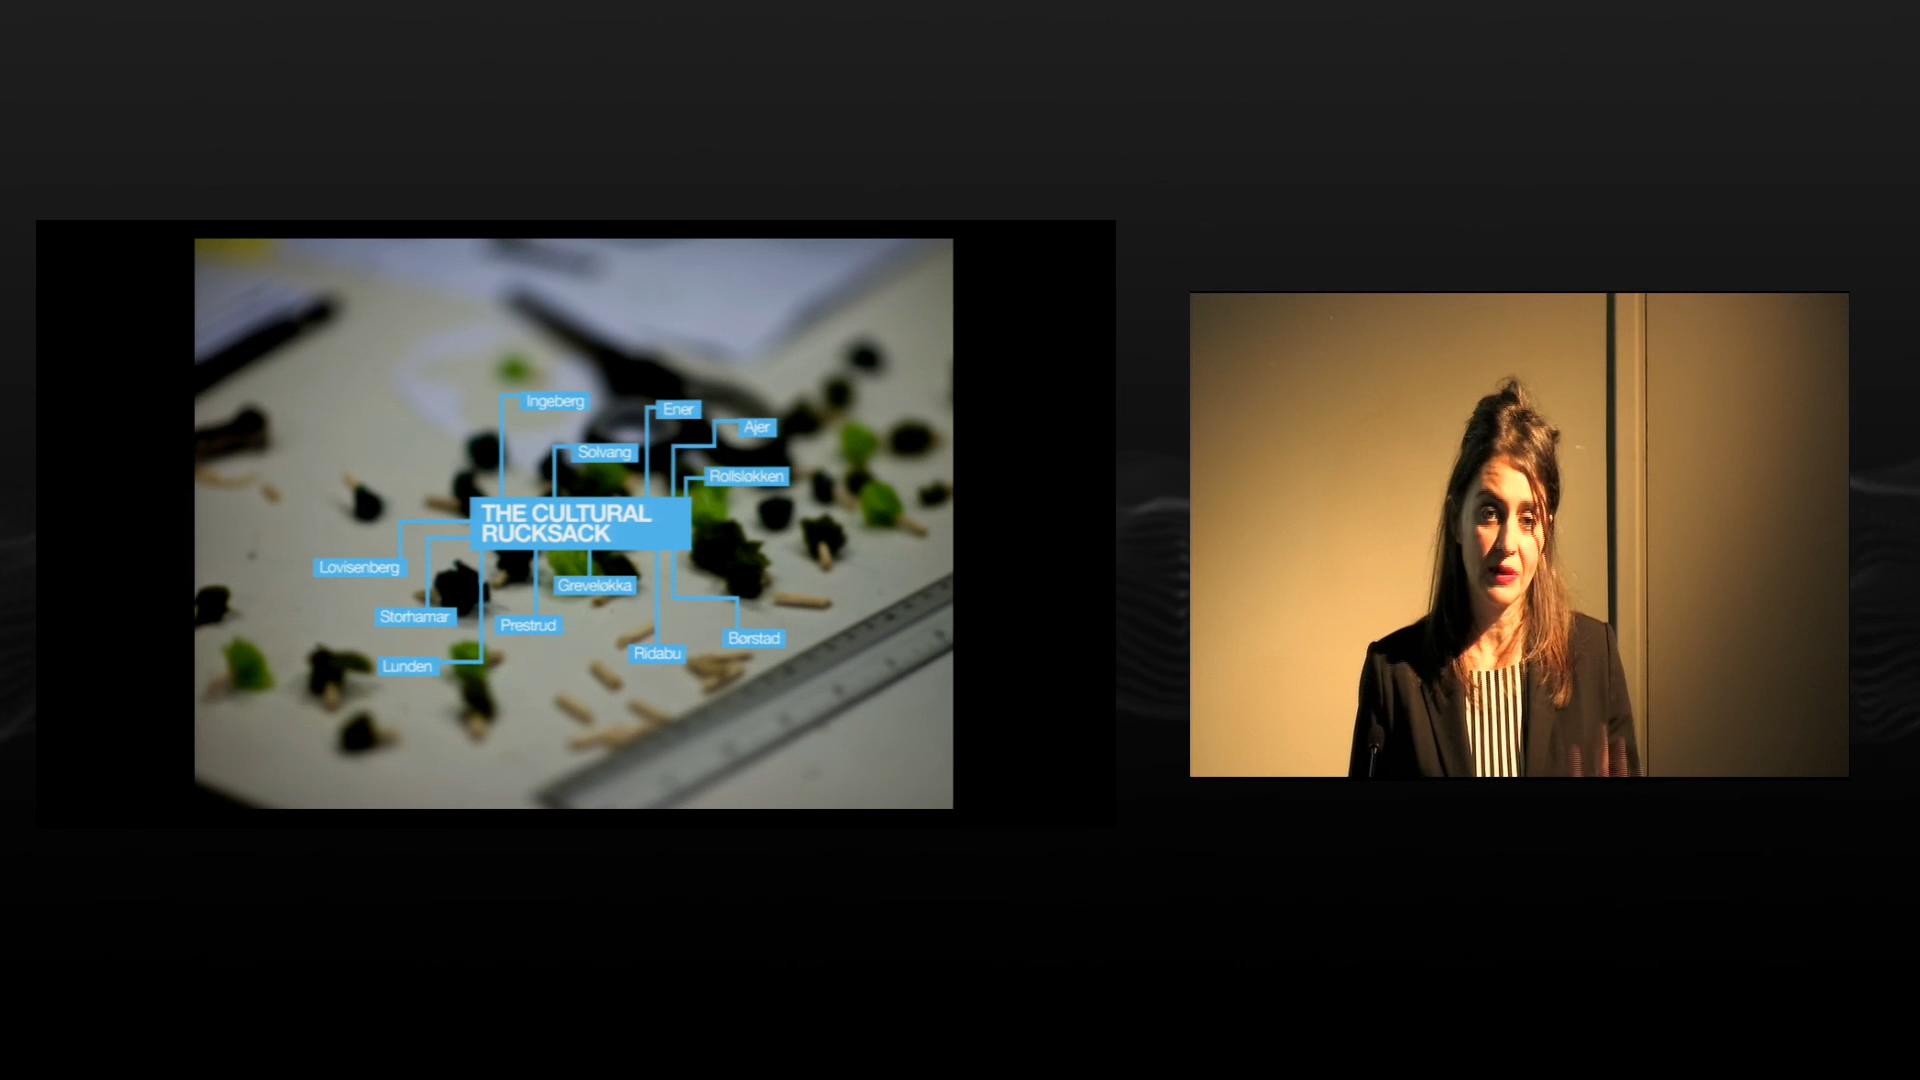 Ingeberg
Ener
Ajer
Solvang
Rollsløkken
THE CULTURAL
RUCKSACK
Lovisenberg
Greveløkka
Storhamar
Prestrud
Børstad
Ridabu
Lunden